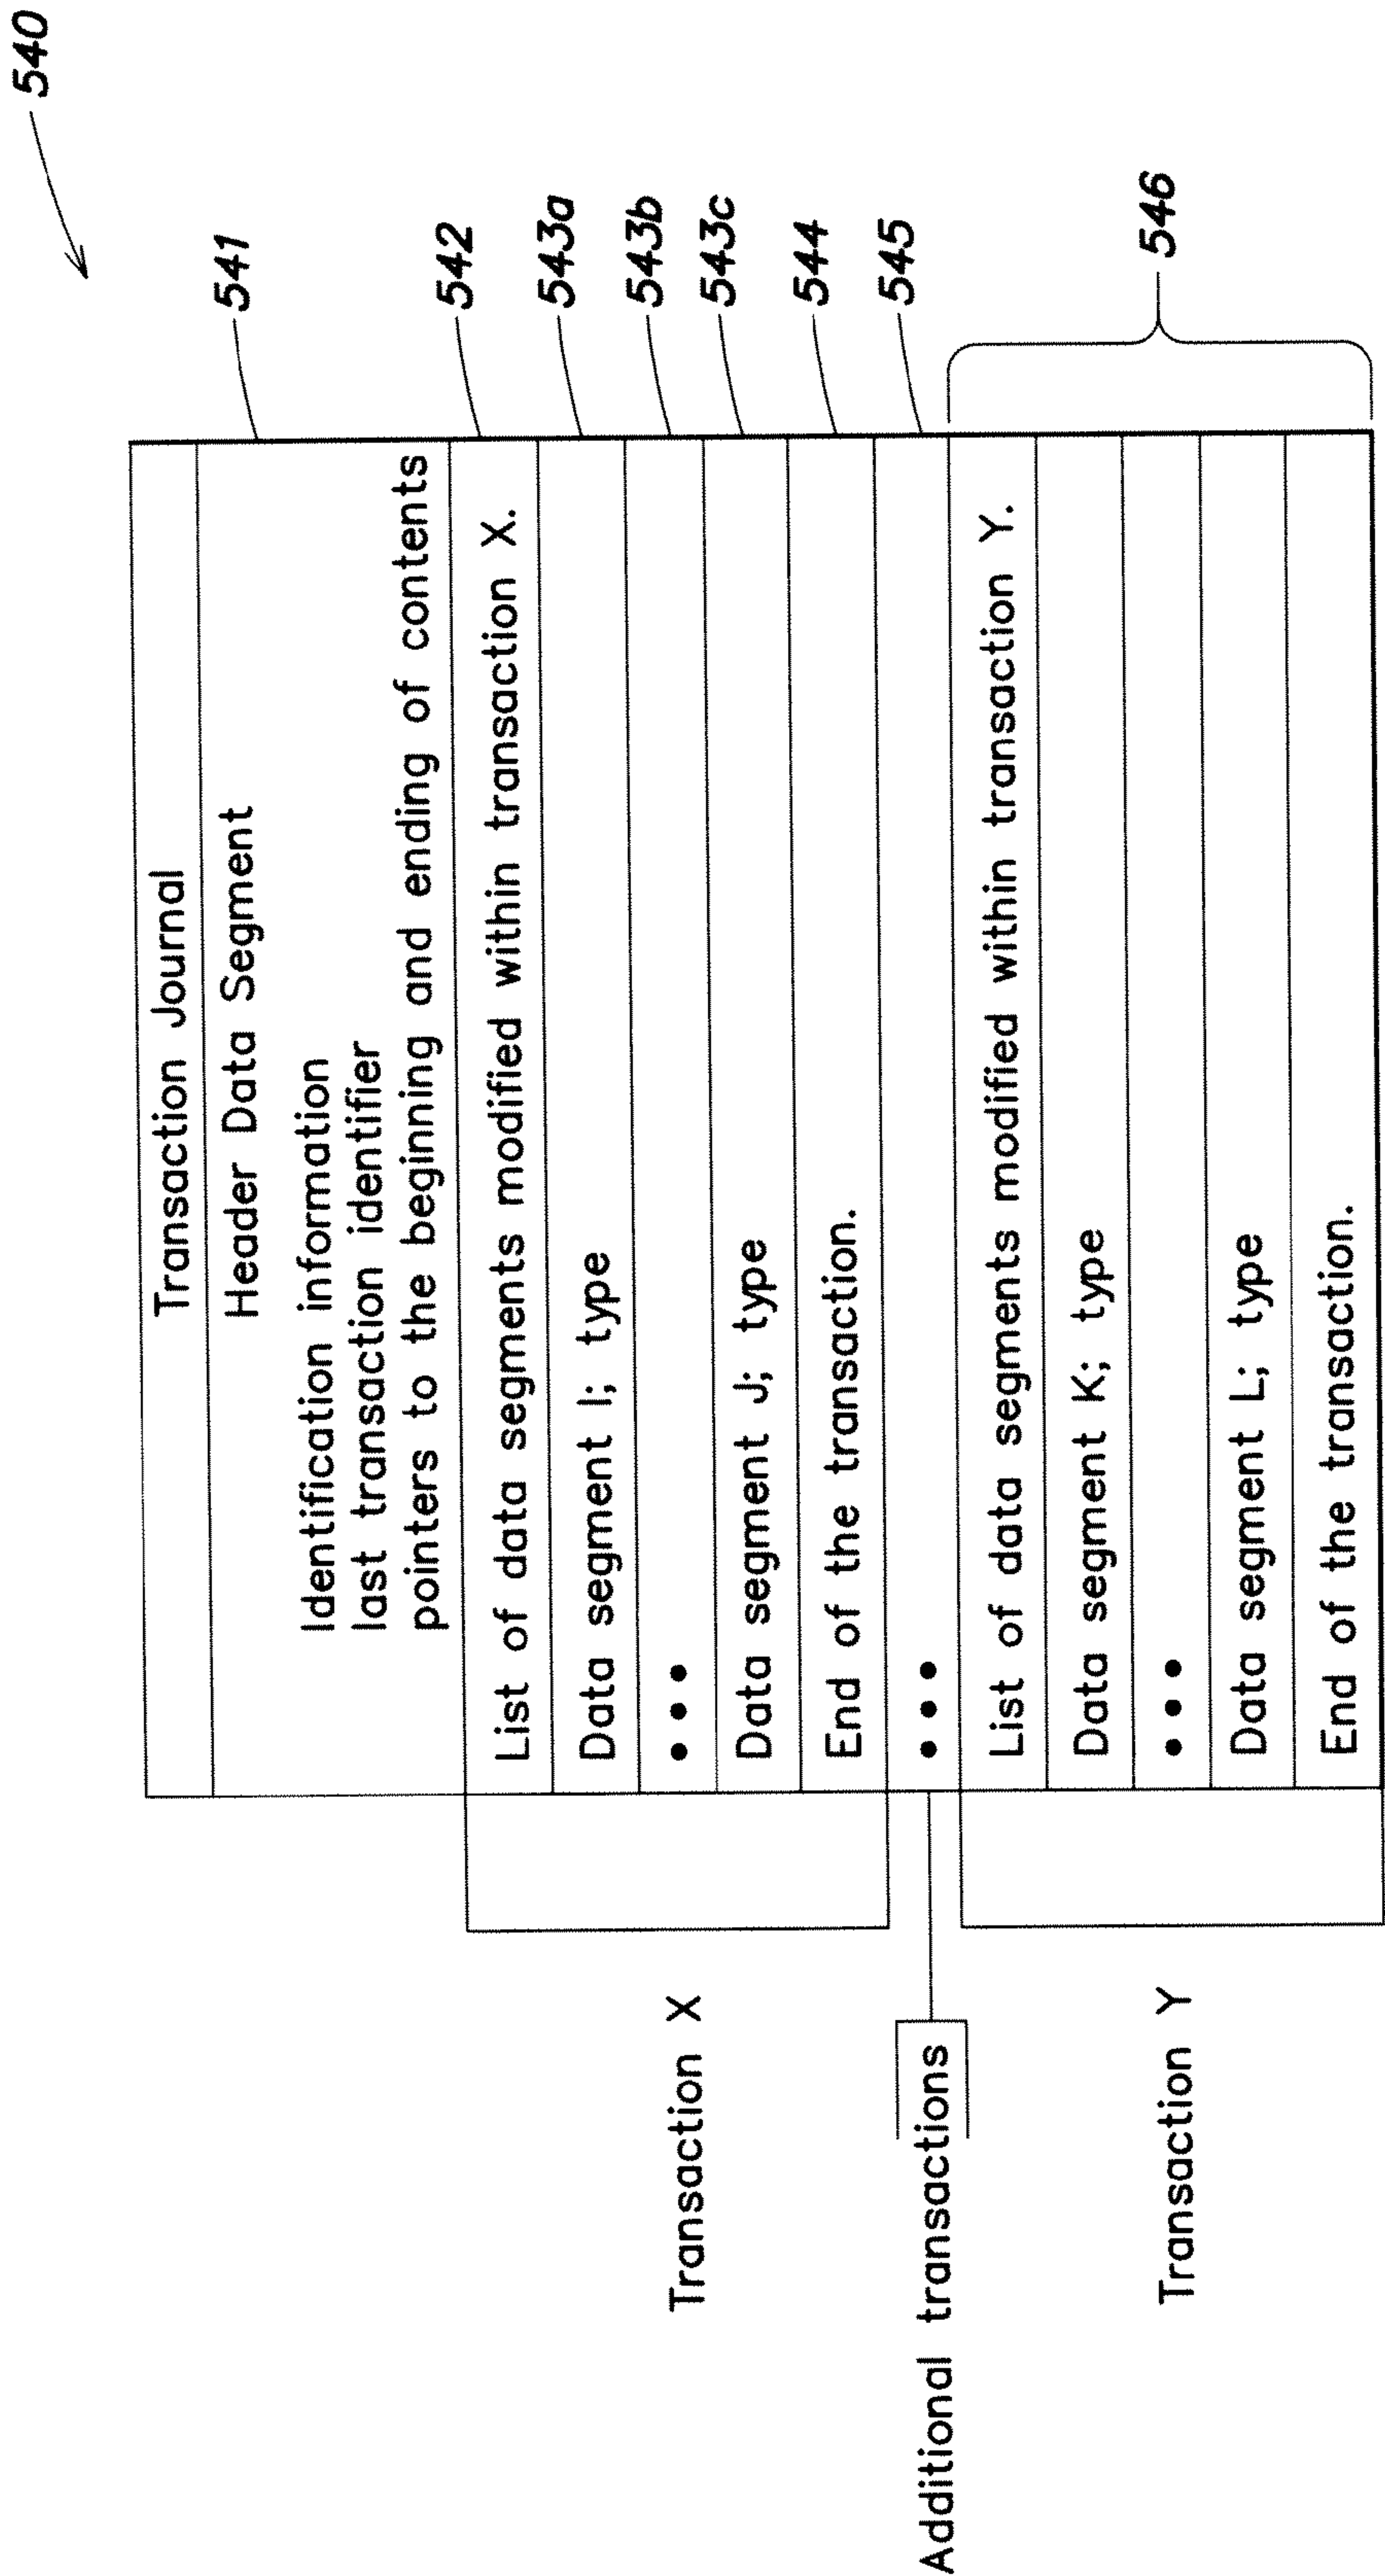 540
Transaction Journal
Header Data Segment
541
Identification information
last transaction identifier
pointers to the beginning and ending of contents
Transaction X
List of data segments modified within transaction X.
542
Data segment I; type
543a
•••
543b
Data segment J; type
543c
End of the transaction.
544
Additional transactions
•••
545
Transaction Y
List of data segments modified within transaction Y.
Data segment K; type
•••
546
Data segment L; type
End of the transaction.